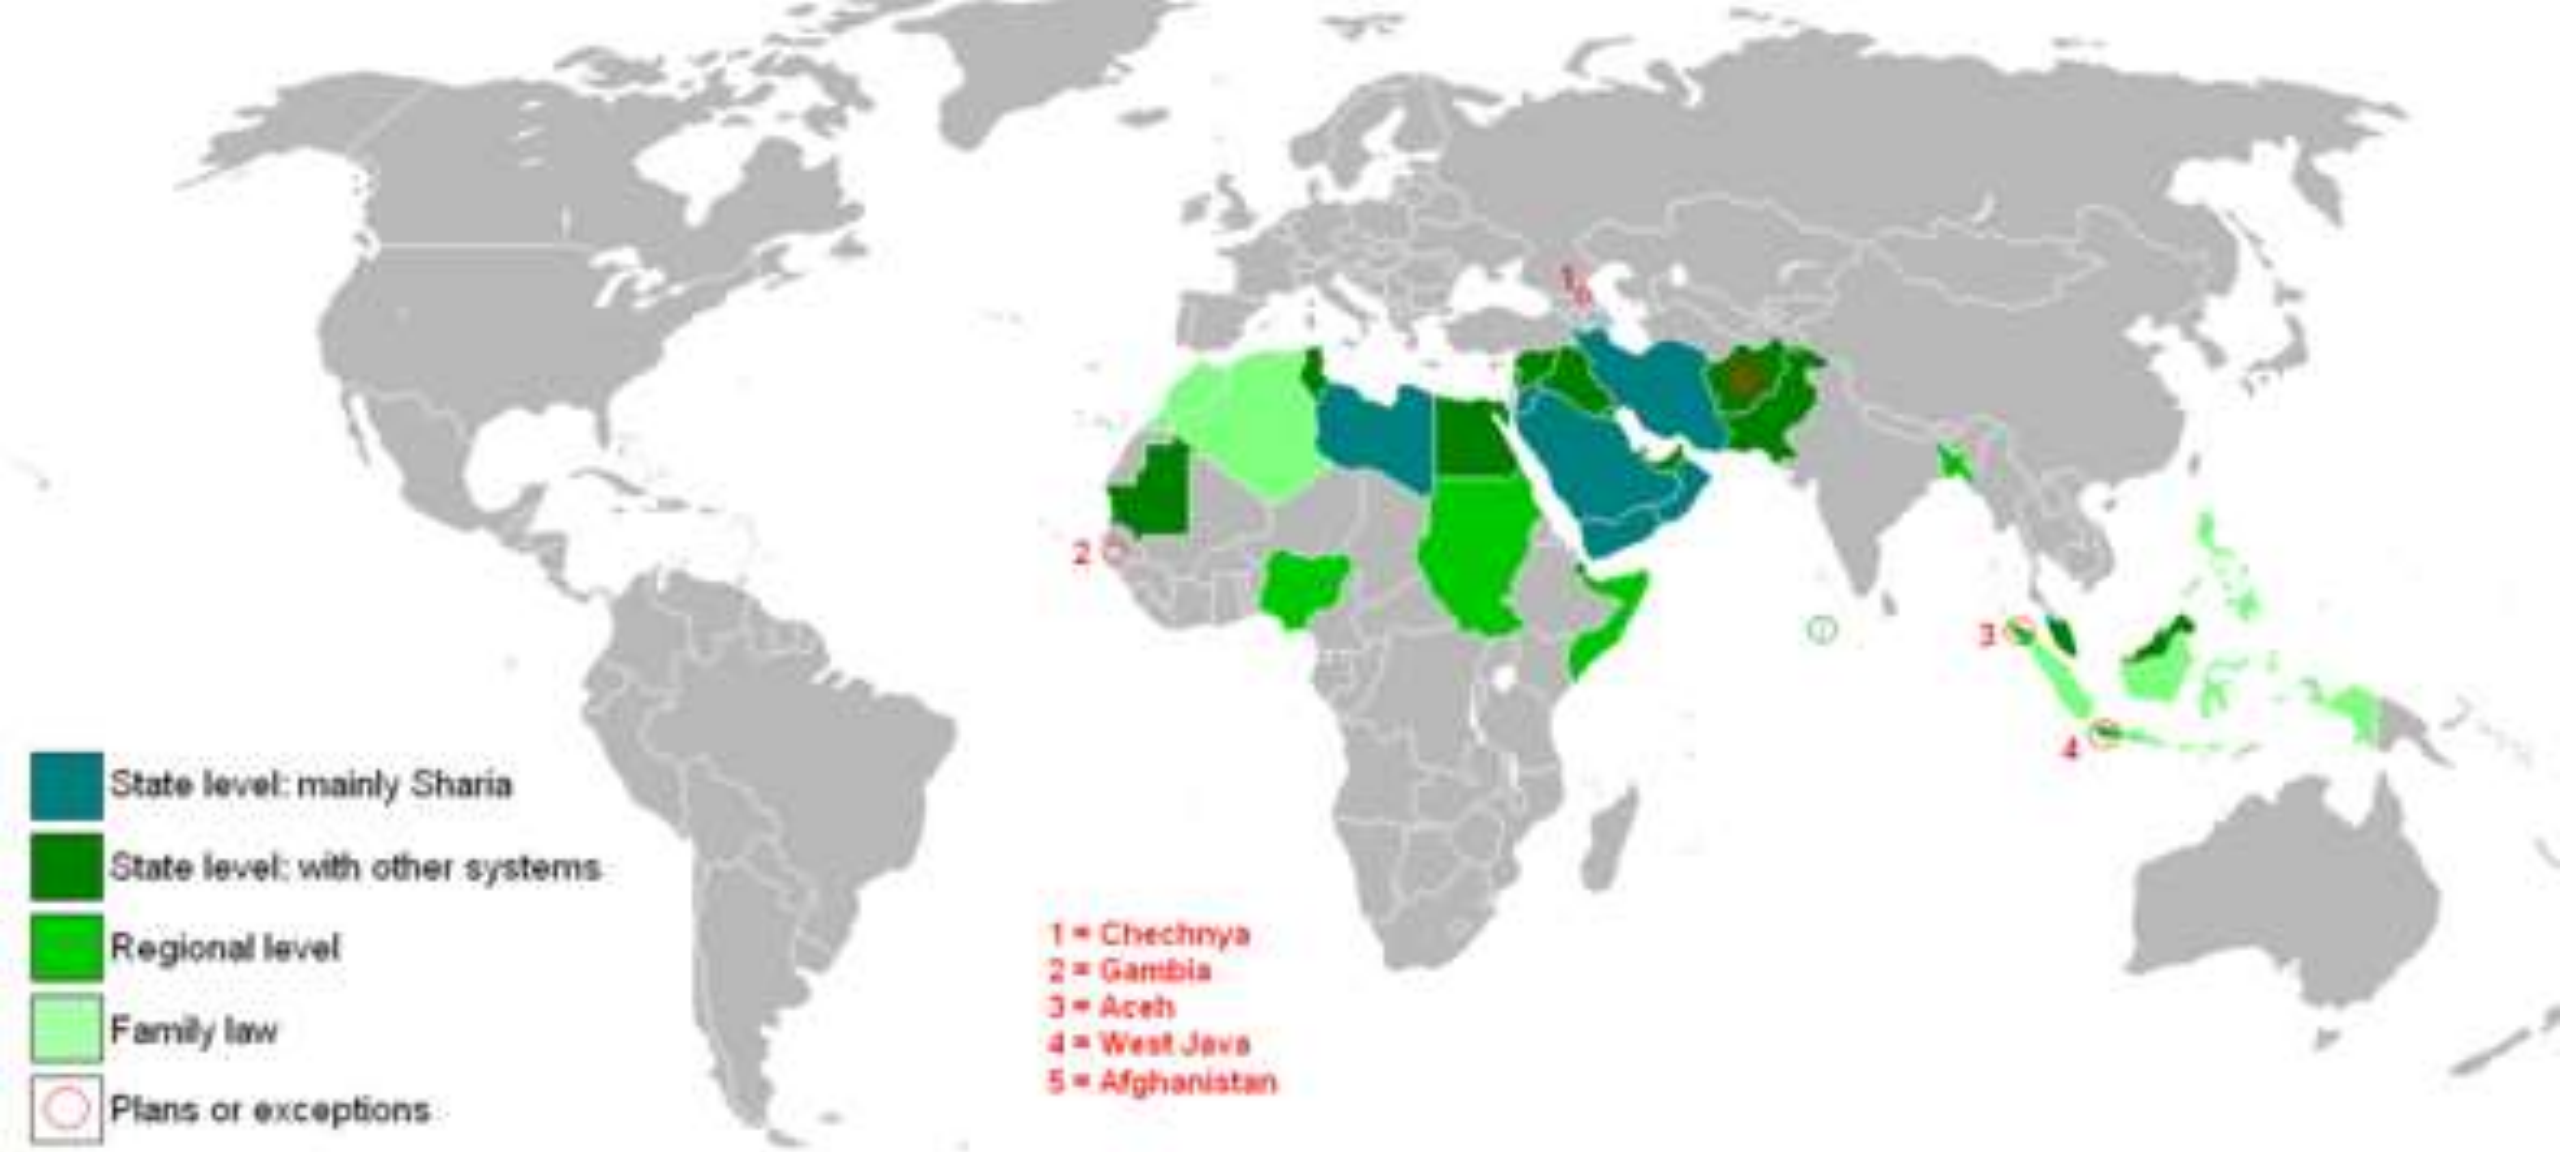 1
2
3
4
State level: mainly Sharia
State level: with other systems
Regional level
Family law
Plans or exceptions
1 = Chechnya
2 = Gambia
3 = Aceh
4 = West Java
5 = Afghanistan